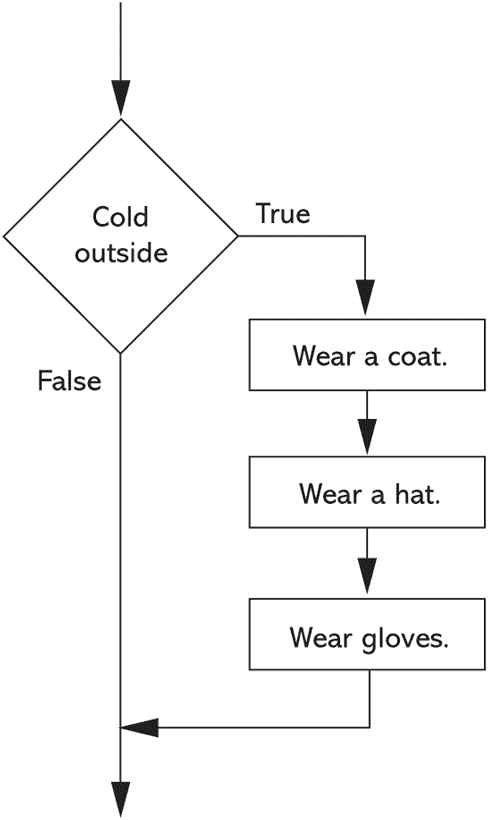 Cold
outside
True
Wear a coat.
False
Wear a hat.
Wear gloves.